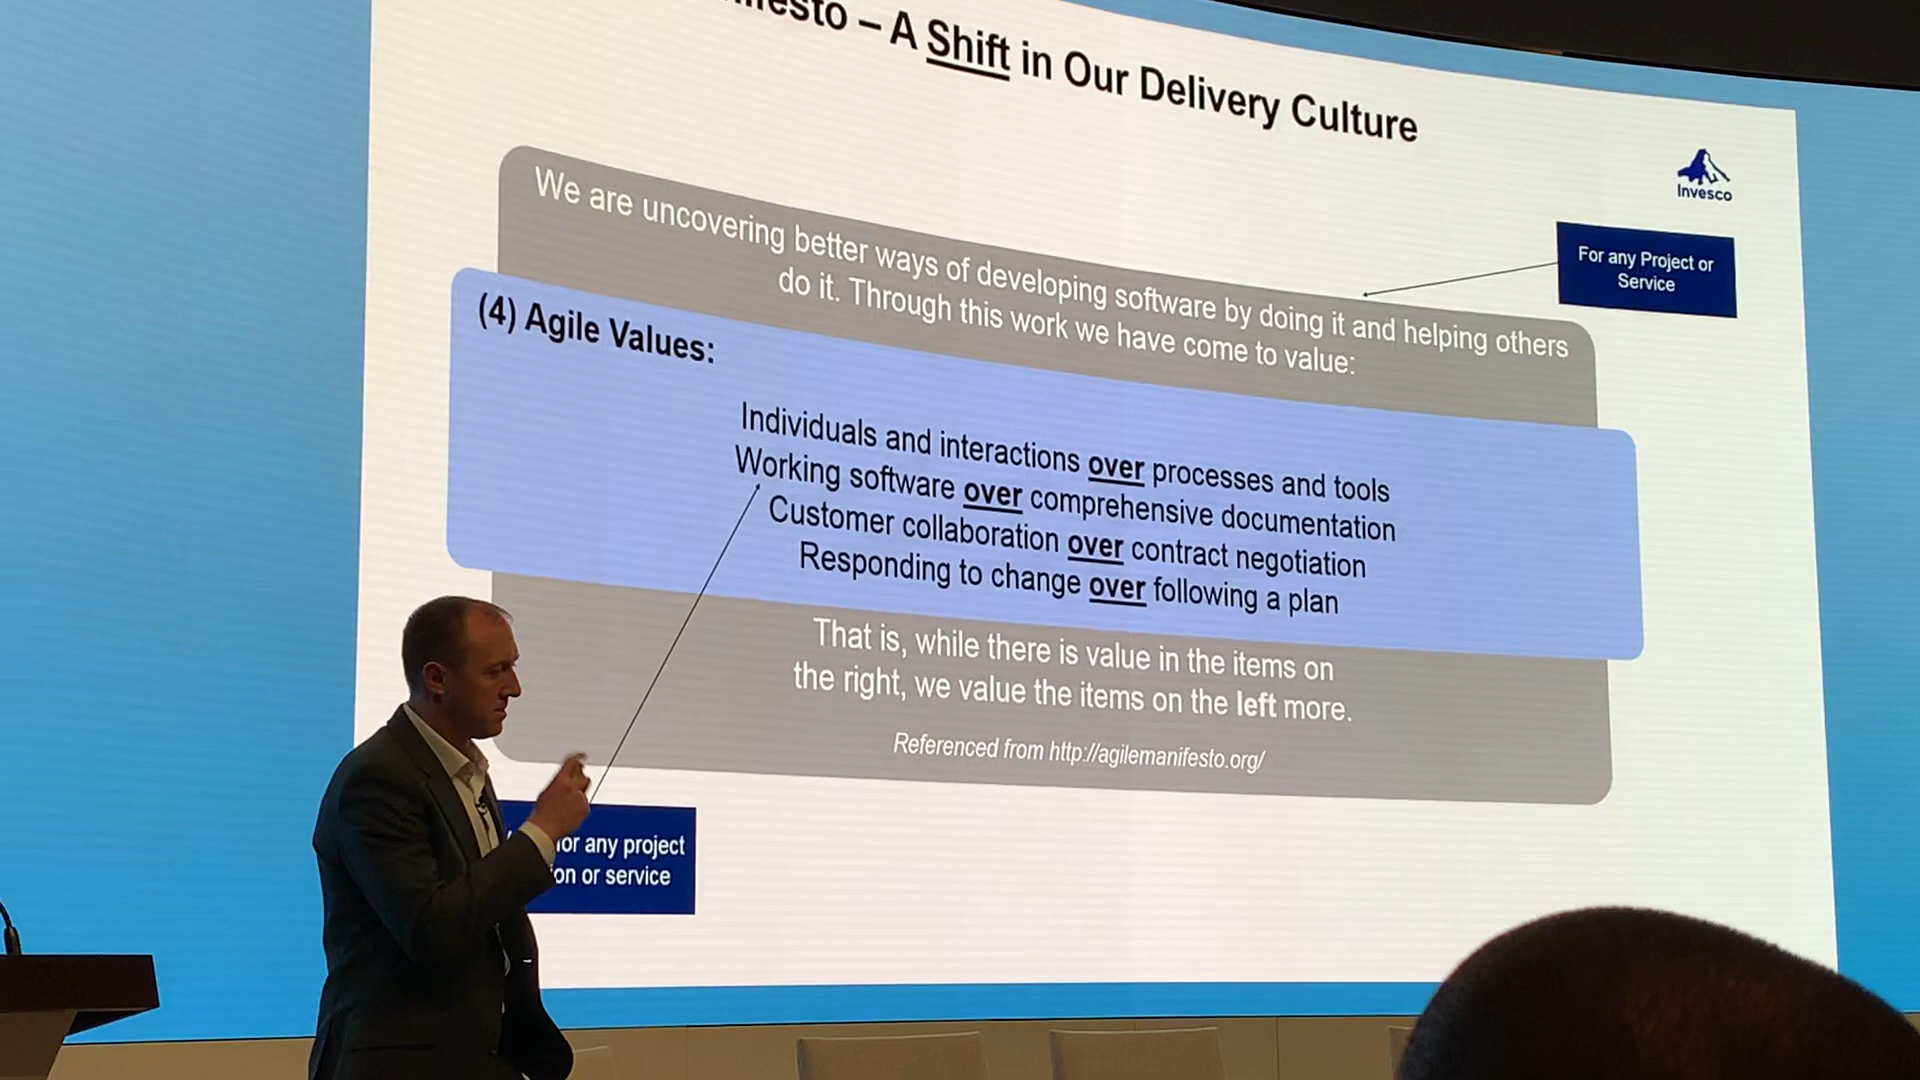 – A Shift in Our Delivery Culture
Invesco
For any Project or
Service
We are uncovering better ways of developing software by doing it and helping others
do it. Through this work we have come to value:
(4) Agile Values:
Individuals and interactions over processes and tools
Working software over comprehensive documentation
Customer collaboration over contract negotiation
Responding to change over following a plan
That is, while there is value in the items on
the right, we value the items on the left more.
Referenced from http://agilemanifesto.org/
any project
or service